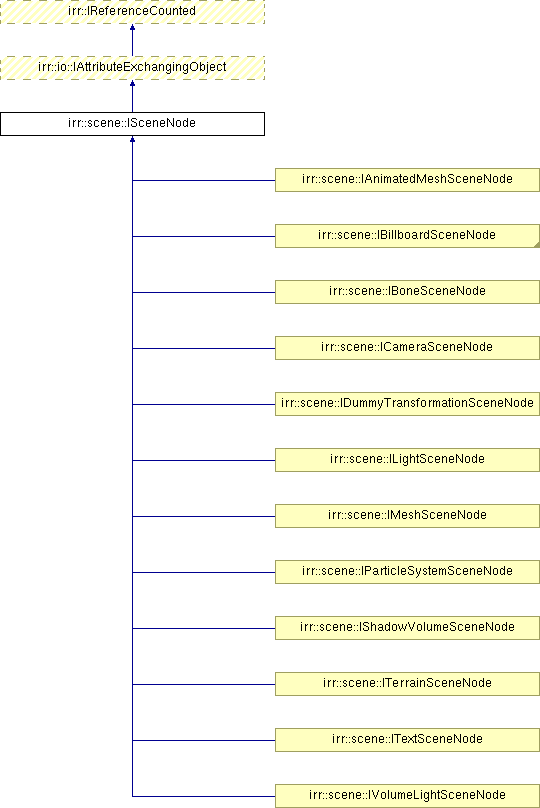 irr::IReferenceCounted
irr::io::IAttributeExchangingObject
irr::scene::ISceneNode
irr::scene::IAnimatedMeshSceneNode
irr::scene::IBillboardSceneNode
irr::scene::IBoneSceneNode
irr::scene::ICameraSceneNode
irr::scene::IDummyTransformationSceneNode
irr::scene::ILightSceneNode
irr::scene::IMeshSceneNode
irr::scene::IParticleSystemSceneNode
irr::scene::IShadowVolumeSceneNode
irr::scene::ITerrainSceneNode
irr::scene::ITextSceneNode
irr::scene::IVolumeLightSceneNode